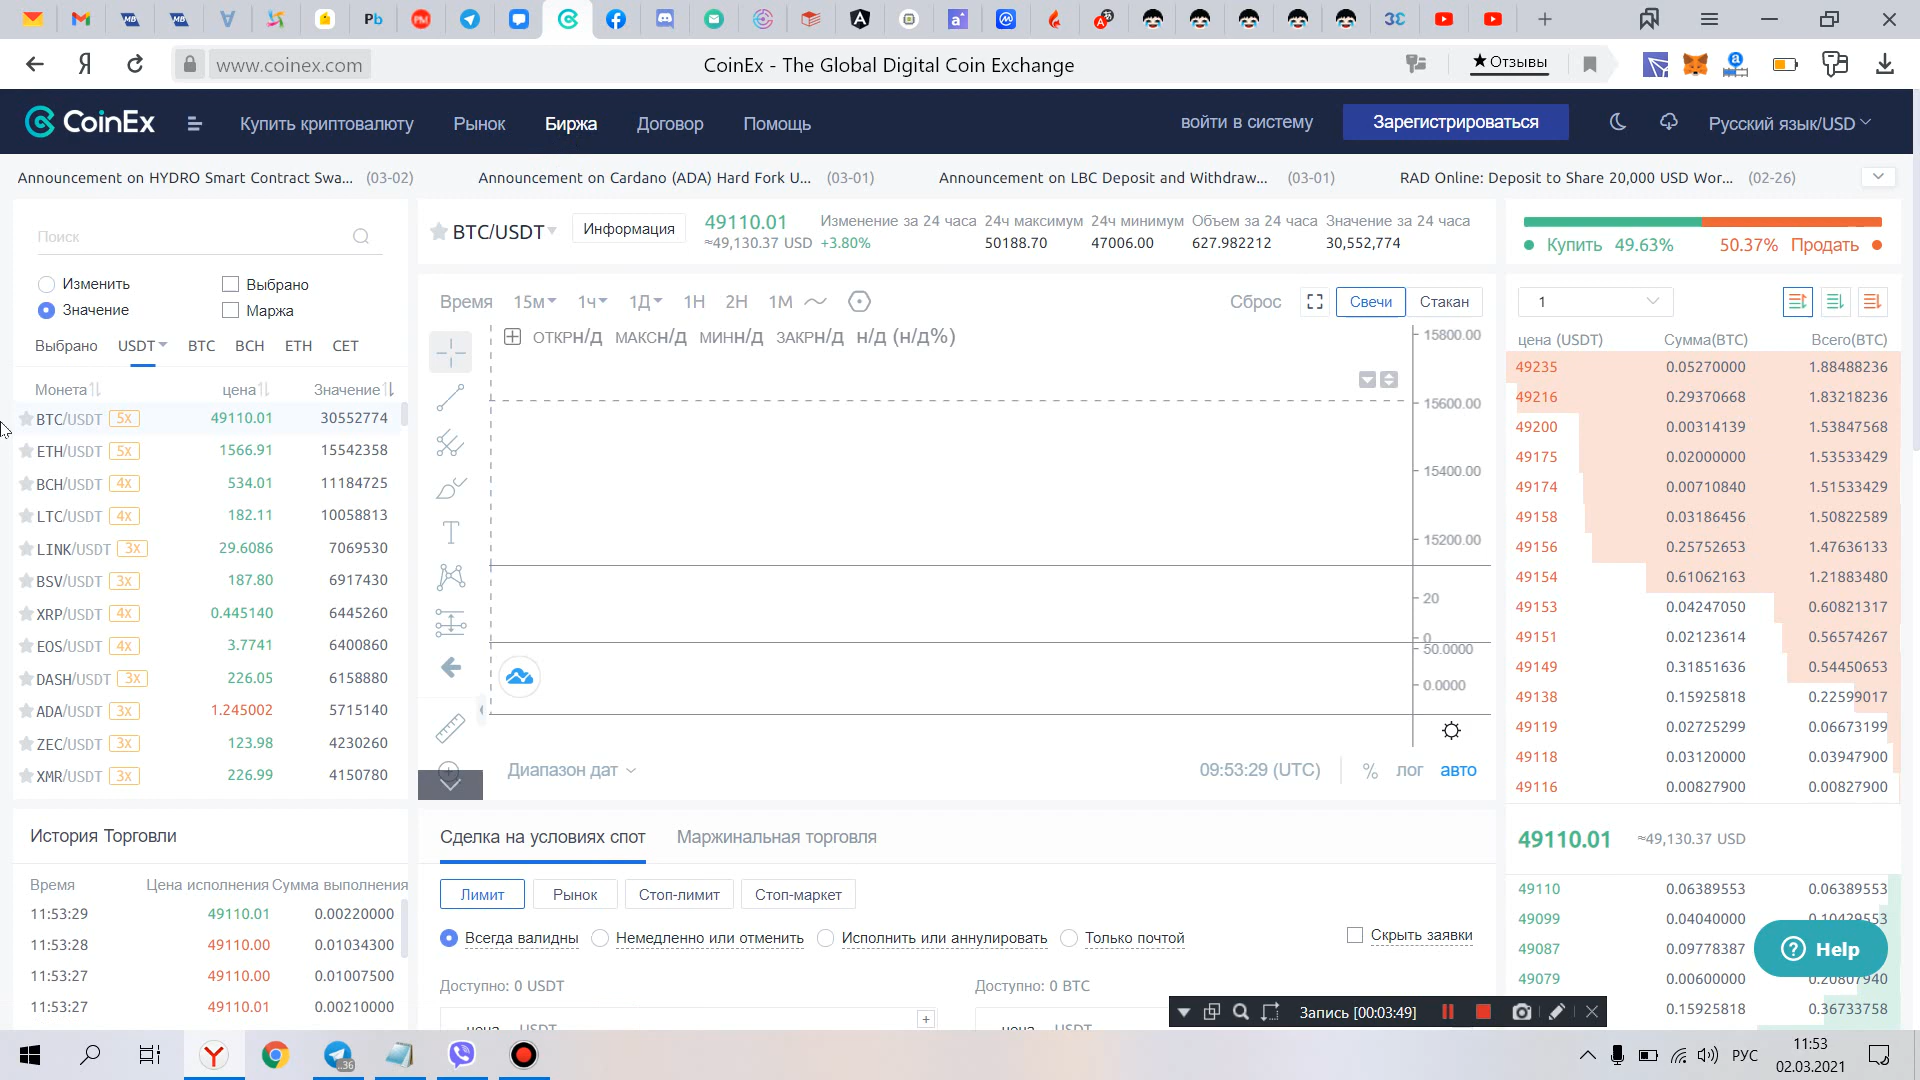 www.coinex.com
CoinEx - The Global Digital Coin Exchange
★ Отзывы
CoinEx
Купить криптовалюту
Рынок
Биржа
Договор
Помощь
войти в систему
Зарегистрироваться
Русский язык/USD
Announcement on HYDRO Smart Contract Swa... (03-02)
Announcement on Cardano (ADA) Hard Fork U... (03-01)
Announcement on LBC Deposit and Withdraw... (03-01)
RAD Online: Deposit to Share 20,000 USD Wor... (02-26)
Поиск
Изменить
Выбрано
Значение
Маржа
Выбрано USDT BTC BCH ETH CET
Монета цена Значение
BTC/USDT 5x 49110.01 30552774
ETH/USDT 5x 1566.91 15542358
BCH/USDT 4x 534.01 11184725
LTC/USDT 4x 182.11 10058813
LINK/USDT 3x 29.6086 7069530
BSV/USDT 3x 187.80 6917430
XRP/USDT 4x 0.445140 6445260
EOS/USDT 4x 3.7741 6400860
DASH/USDT 3x 226.05 6158880
ADA/USDT 3x 1.245002 5715140
ZEC/USDT 3x 123.98 4230260
XMR/USDT 3x 226.99 4150780
История Торговли
Время Цена исполнения Сумма выполнения
11:53:29 49110.01 0.00220000
11:53:28 49110.00 0.01034300
11:53:27 49110.00 0.01007500
11:53:27 49110.01 0.00210000
BTC/USDT
Информация
49110.01
≈49,130.37 USD
Изменение за 24 часа
+3.80%
24ч максимум
50188.70
24ч минимум
47006.00
Объем за 24 часа
627.982212
Значение за 24 часа
30,552,774
Время 15м 1ч 1Д 1Н 2Н 1М
Сброс
Свечи
Стакан
ОТКРН/Д МАКСН/Д МИНН/Д ЗАКРН/Д Н/Д (Н/Д%)
15800.00
15600.00
15400.00
15200.00
20
0
50.0000
0.0000
Диапазон дат
09:53:29 (UTC)
%
лог
авто
Сделка на условиях спот
Маржинальная торговля
Лимит
Рынок
Стоп-лимит
Стоп-маркет
Всегда валидны
Немедленно или отменить
Исполнить или аннулировать
Только почтой
Скрыть заявки
Доступно: 0 USDT
Доступно: 0 BTC
цена USDT
цена USDT
Купить 49.63%
50.37% Продать
1
цена (USDT) Сумма(BTC) Всего(BTC)
49235 0.05270000 1.88488236
49216 0.29370668 1.83218236
49200 0.00314139 1.53847568
49175 0.02000000 1.53533429
49174 0.00710840 1.51533429
49158 0.03186456 1.50822589
49156 0.25752653 1.47636133
49154 0.61062163 1.21883480
49153 0.04247050 0.60821317
49151 0.02123614 0.56574267
49149 0.31851636 0.54450653
49138 0.15925818 0.22599017
49119 0.02725299 0.06673199
49118 0.03120000 0.03947900
49116 0.00827900 0.00827900
49110.01 ≈49,130.37 USD
49110 0.06389553 0.06389553
49099 0.04040000 0.10429553
49087 0.09778387
49079 0.00600000 0.20807940
0.15925818 0.36733758
Help
Запись [00:03:49]
36
РУС
11:53
02.03.2021